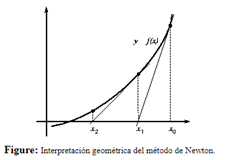 y f(x)
x₂ x₁ x₀
Figure: Interpretación geométrica del método de Newton.